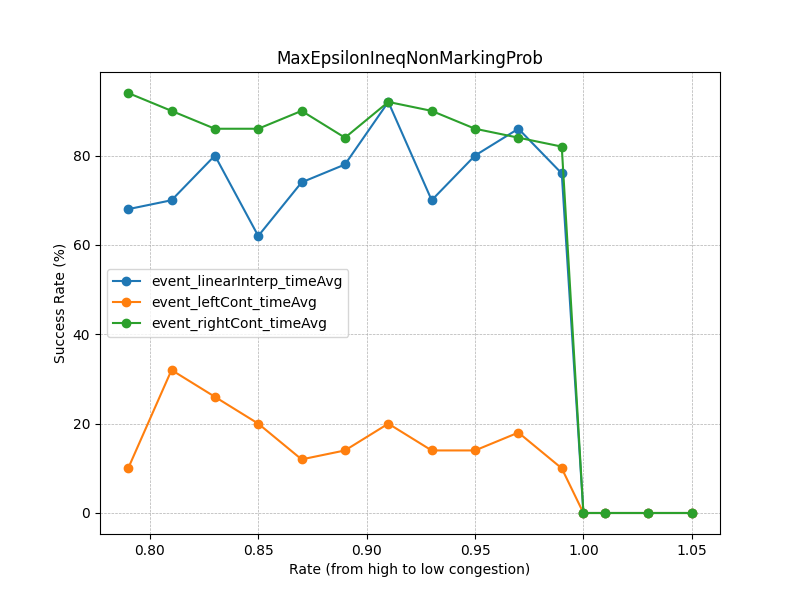 MaxEpsilonIneqNonMarkingProb
Success Rate (%)
80
60
40
20
0
event_linearInterp_timeAvg
event_leftCont_timeAvg
event_rightCont_timeAvg
0.80 0.85 0.90 0.95 1.00 1.05
Rate (from high to low congestion)